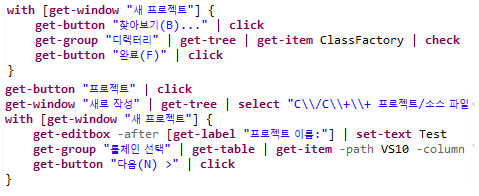 with [get-window "새 프로젝트"] {
get-button "찾아보기(B)..." | click
get-group "디렉터리" | get-tree | get-item ClassFactory | check
get-button "완료(F)" | click
}
get-button "프로젝트" | click
get-window "새로 작성" | get-tree | select "C\\/C\\+\\+ 프로젝트/소스 파일
with [get-window "새 프로젝트"] {
get-editbox -after [get-label "프로젝트 이름:"] | set-text Test
get-group "툴체인 선택" | get-table | get-item -path VS10 -column
get-button "다음(N) >" | click
}